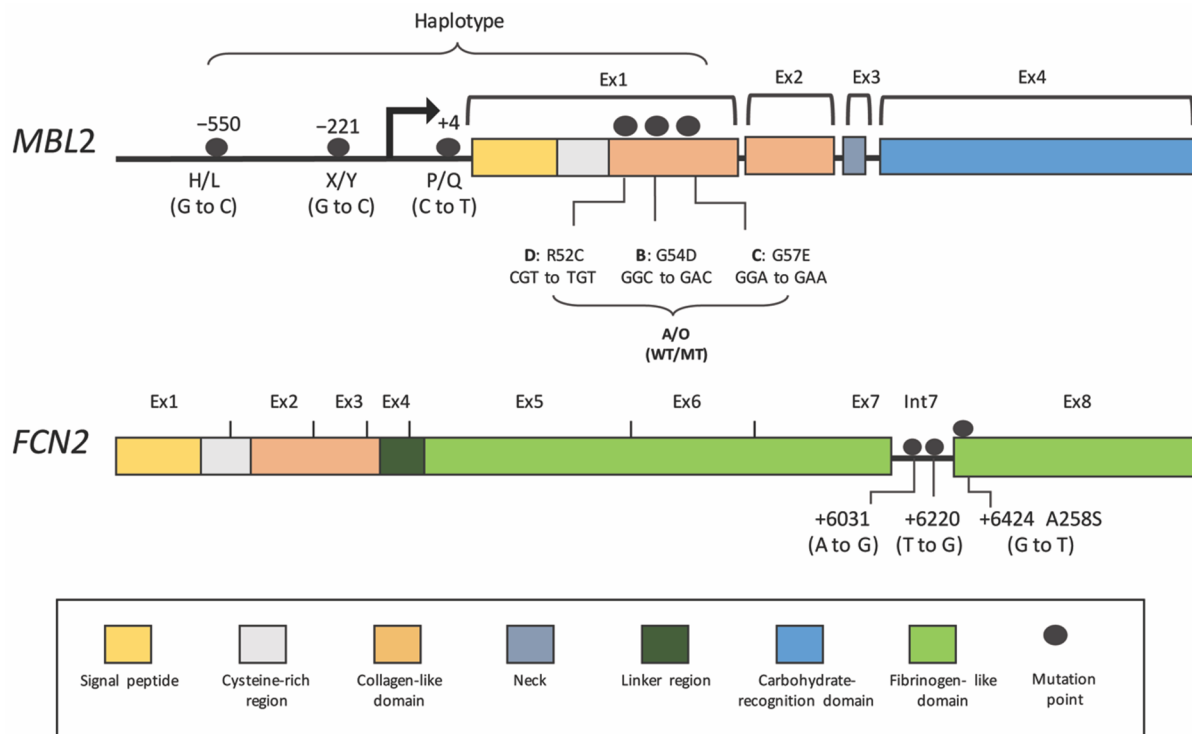 Haplotype
Ex1 Ex2 Ex3 Ex4
−550 −221 +4
MBL2
H/L X/Y P/Q
(G to C) (G to C) (C to T)
D: R52C B: G54D C: G57E
CGT to TGT GGC to GAC GGA to GAA
A/O
(WT/MT)
Ex1 Ex2 Ex3 Ex4 Ex5 Ex6 Ex7 Int7 Ex8
FCN2
+6031 +6220 +6424 A258S
(A to G) (T to G) (G to T)
Signal peptide
Cysteine-rich
region
Collagen-like
domain
Neck
Linker region
Carbohydrate-
recognition domain
Fibrinogen- like
domain
Mutation
point